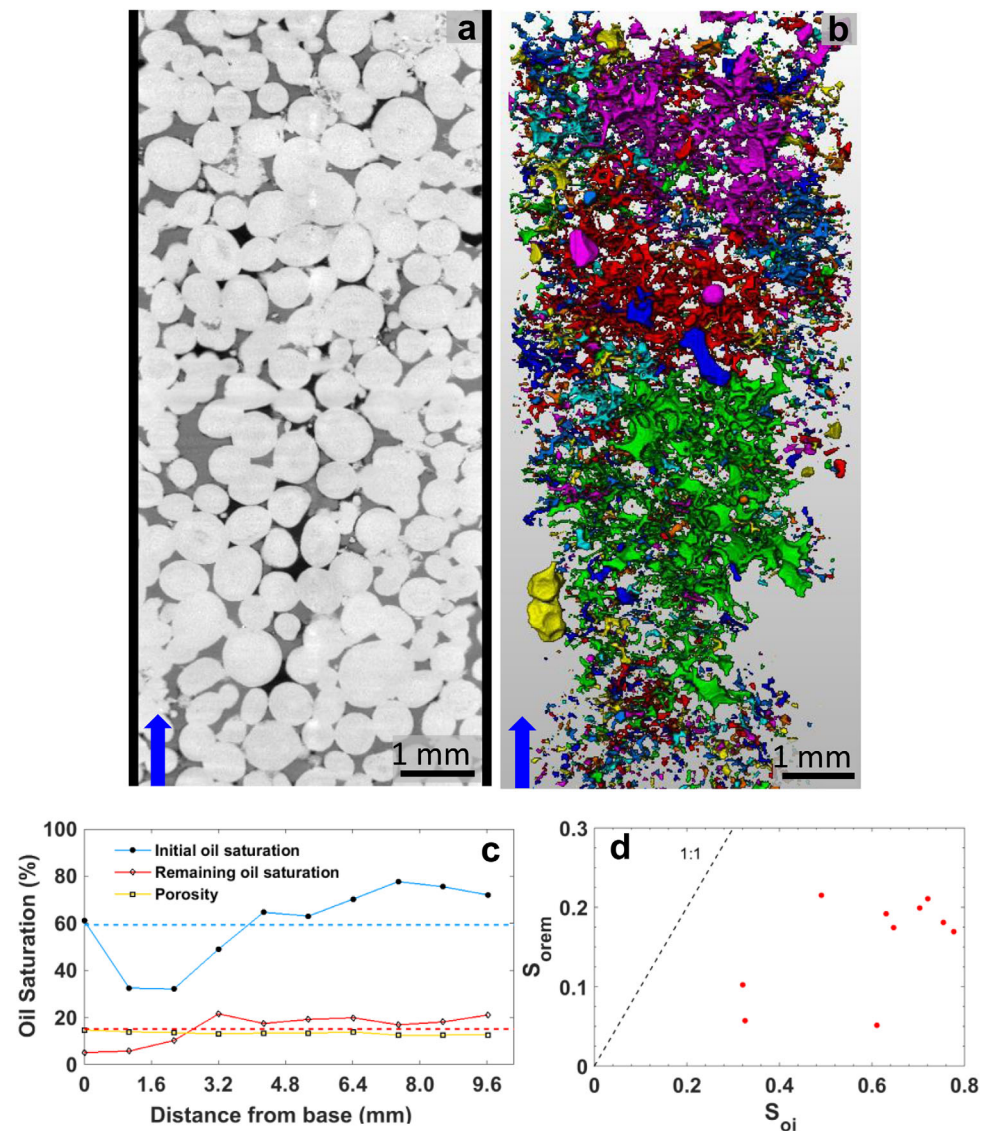 a
b
1 mm
1 mm
100
80
60
40
20
0
Oil Saturation (%)
c
Initial oil saturation
Remaining oil saturation
Porosity
0
1.6
3.2
4.8
6.4
8.0
9.6
Distance from base (mm)
0.3
0.2
0.1
0
Sorem
d
1:1
0
0.2
0.4
0.6
0.8
Soi